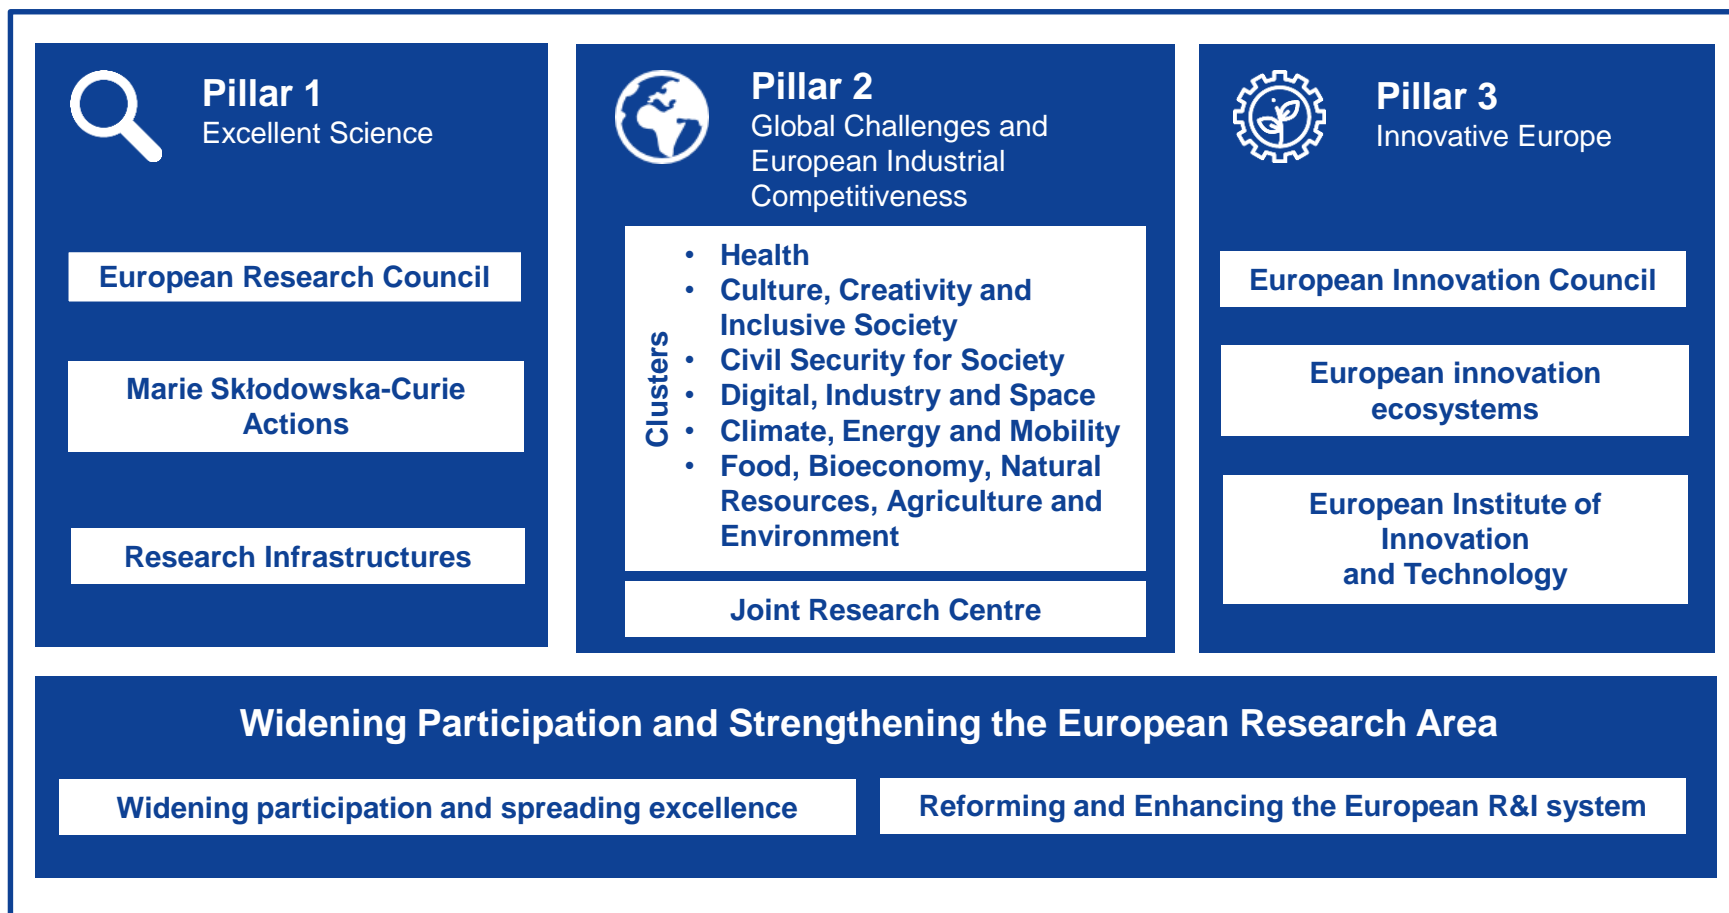 Pillar 1
Excellent Science
European Research Council
Marie Skłodowska-Curie
Actions
Research Infrastructures
Pillar 2
Global Challenges and
European Industrial
Competitiveness
Clusters
• Health
• Culture, Creativity and
Inclusive Society
• Civil Security for Society
• Digital, Industry and Space
• Climate, Energy and Mobility
• Food, Bioeconomy, Natural
Resources, Agriculture and
Environment
Joint Research Centre
Pillar 3
Innovative Europe
European Innovation Council
European innovation
ecosystems
European Institute of
Innovation
and Technology
Widening Participation and Strengthening the European Research Area
Widening participation and spreading excellence
Reforming and Enhancing the European R&I system